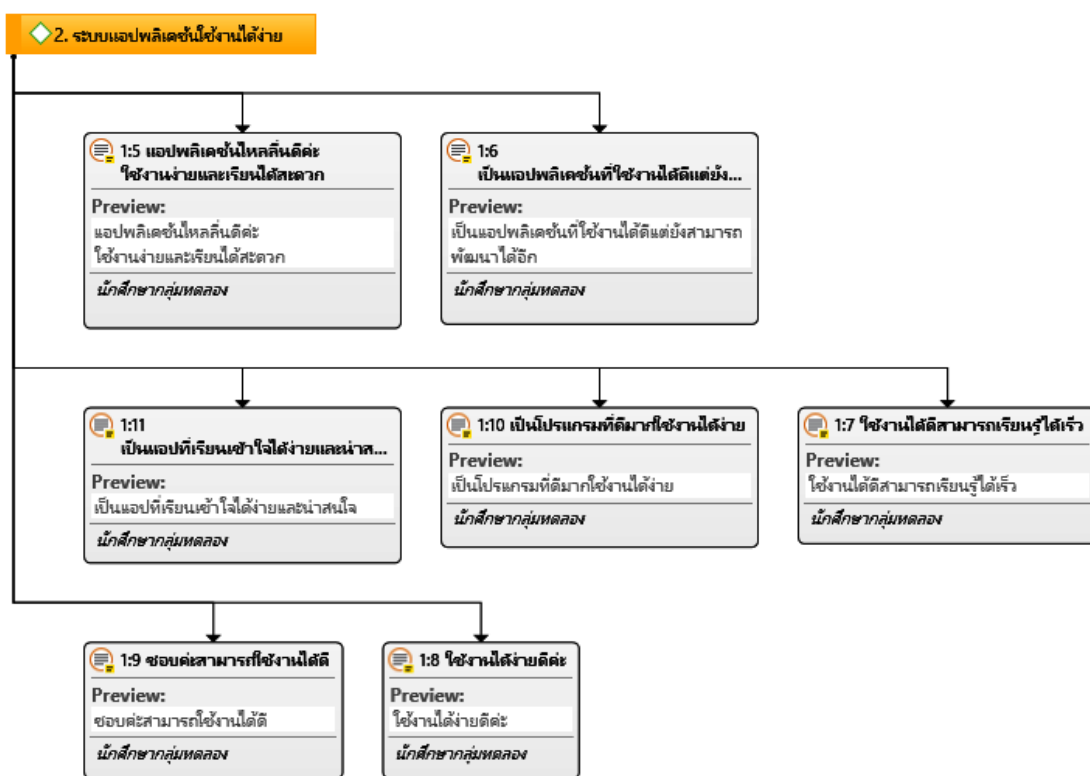 2. ระบบแอปพลิเคชันใช้งานได้ง่าย
1:5 แอปพลิเคชันไหลลื่นดีค่ะ
ใช้งานง่ายและเรียนได้สะดวก
Preview:
แอปพลิเคชันไหลลื่นดีค่ะ
ใช้งานง่ายและเรียนได้สะดวก
นักศึกษากลุ่มทดลอง
1:6
เป็นแอปพลิเคชันที่ใช้งานได้ดีแต่ยัง...
Preview:
เป็นแอปพลิเคชันที่ใช้งานได้ดีแต่ยังสามารถ
พัฒนาได้อีก
นักศึกษากลุ่มทดลอง
1:11
เป็นแอปที่เรียนเข้าใจได้ง่ายและน่าส...
Preview:
เป็นแอปที่เรียนเข้าใจได้ง่ายและน่าสนใจ
นักศึกษากลุ่มทดลอง
1:10 เป็นโปรแกรมที่ดีมากใช้งานได้ง่าย
Preview:
เป็นโปรแกรมที่ดีมากใช้งานได้ง่าย
นักศึกษากลุ่มทดลอง
1:7 ใช้งานได้ดีสามารถเรียนรู้ได้เร็ว
Preview:
ใช้งานได้ดีสามารถเรียนรู้ได้เร็ว
นักศึกษากลุ่มทดลอง
1:9 ชอบค่ะสามารถใช้งานได้ดี
Preview:
ชอบค่ะสามารถใช้งานได้ดี
นักศึกษากลุ่มทดลอง
1:8 ใช้งานได้ง่ายดีค่ะ
Preview:
ใช้งานได้ง่ายดีค่ะ
นักศึกษากลุ่มทดลอง